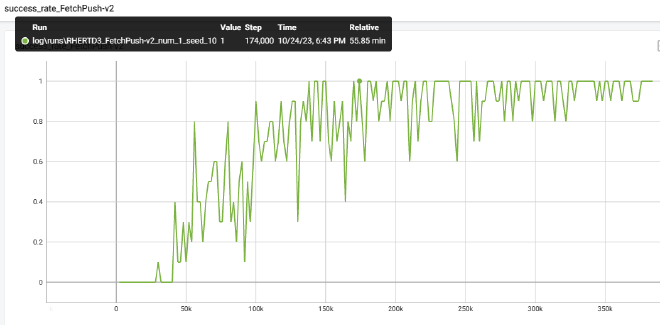 success_rate_FetchPush-v2
Run Value Step Time Relative
log\runs\RHERTD3_FetchPush-v2_num_1_seed_10 1 174,000 10/24/23, 6:43 PM 55.85 min
1
0.8
0.6
0.4
0.2
0
0 50k 100k 150k 200k 250k 300k 350k